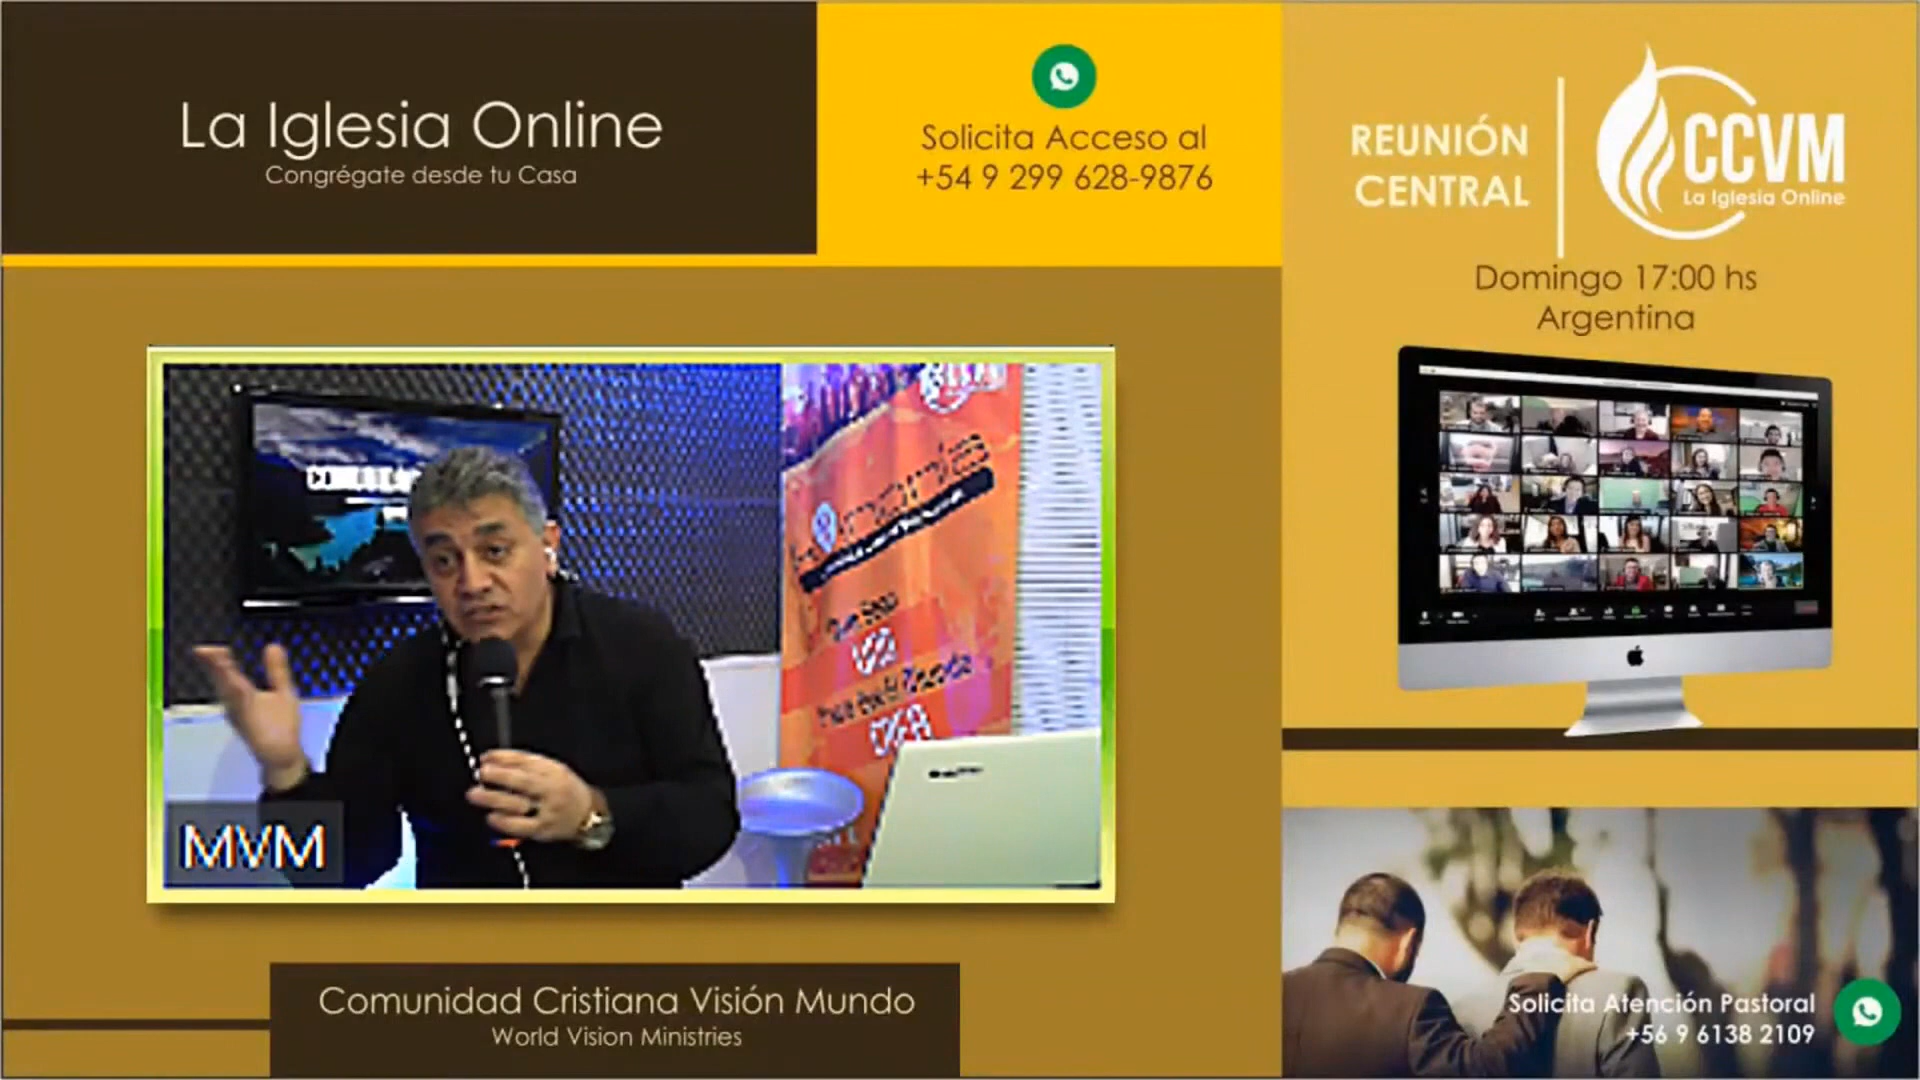 La Iglesia Online
Congrégate desde tu Casa
Solicita Acceso al
+54 9 299 628-9876
REUNIÓN
CENTRAL
CCVM
La Iglesia Online
Domingo 17:00 hs
Argentina
MVM
Comunidad Cristiana Visión Mundo
World Vision Ministries
Solicita Atención Pastoral
+56 9 6138 2109